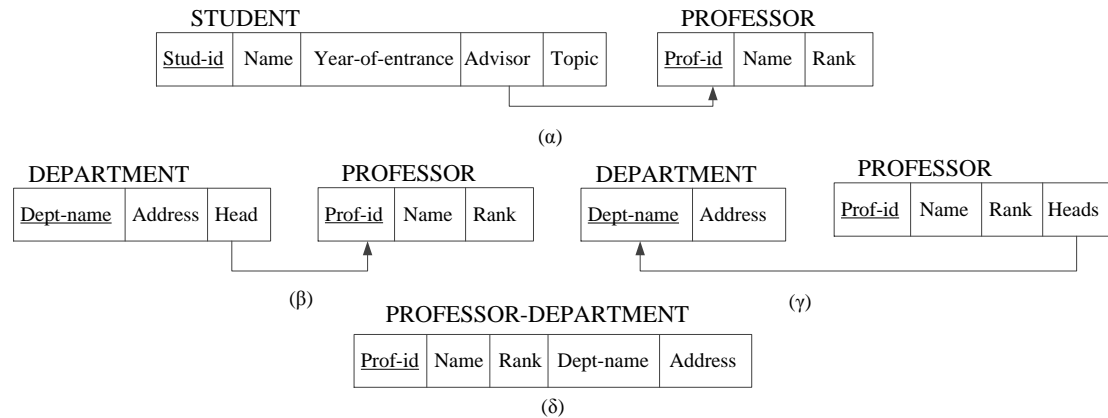 STUDENT PROFESSOR
Stud-id Name Year-of-entrance Advisor Topic Prof-id Name Rank
(α)
DEPARTMENT PROFESSOR DEPARTMENT PROFESSOR
Dept-name Address Head Prof-id Name Rank Dept-name Address Prof-id Name Rank Heads
(β) (γ)
PROFESSOR-DEPARTMENT
Prof-id Name Rank Dept-name Address
(δ)